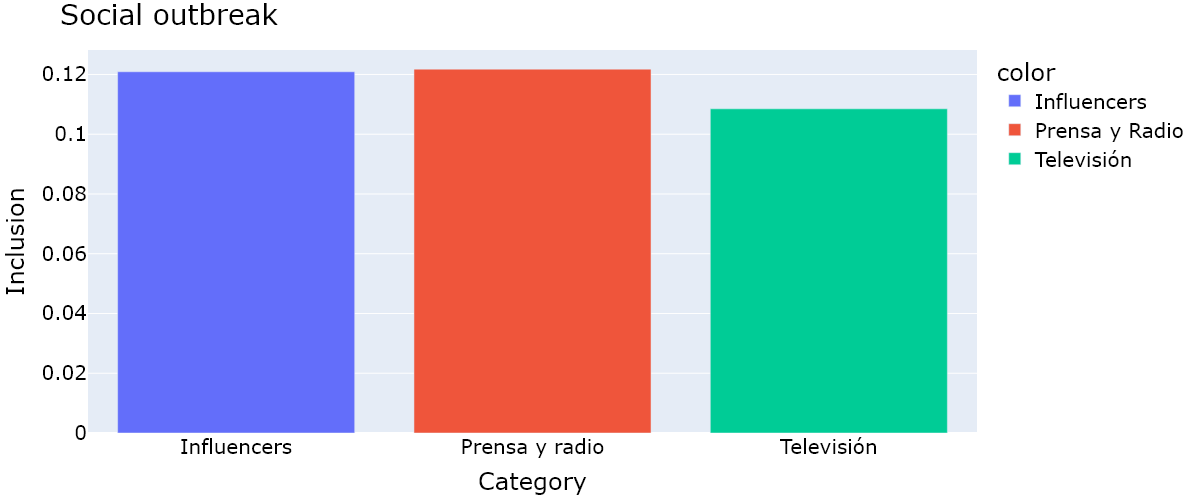 Social outbreak
0.12
0.1
0.08
0.06
0.04
0.02
0
Inclusion
Influencers
Prensa y radio
Televisión
Category
color
Influencers
Prensa y Radio
Televisión